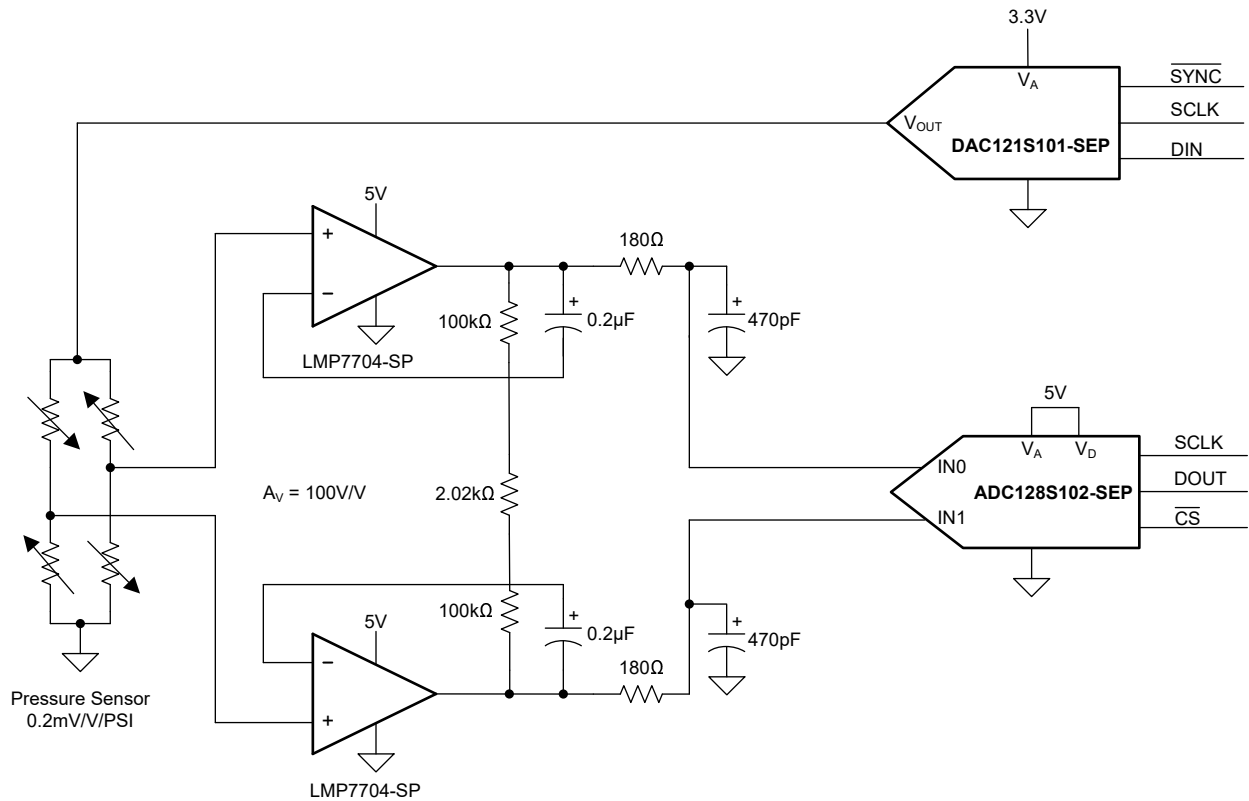 3.3V
V_A
SYNC
SCLK
V_OUT
DAC121S101-SEP
DIN
5V
+
180Ω
−
+
+
100kΩ
0.2µF
470pF
LMP7704-SP
5V
V_A
V_D
SCLK
IN0
A_V = 100V/V
2.02kΩ
ADC128S102-SEP
DOUT
IN1
CS
+
100kΩ
+
5V
0.2µF
470pF
−
180Ω
Pressure Sensor
0.2mV/V/PSI
+
LMP7704-SP